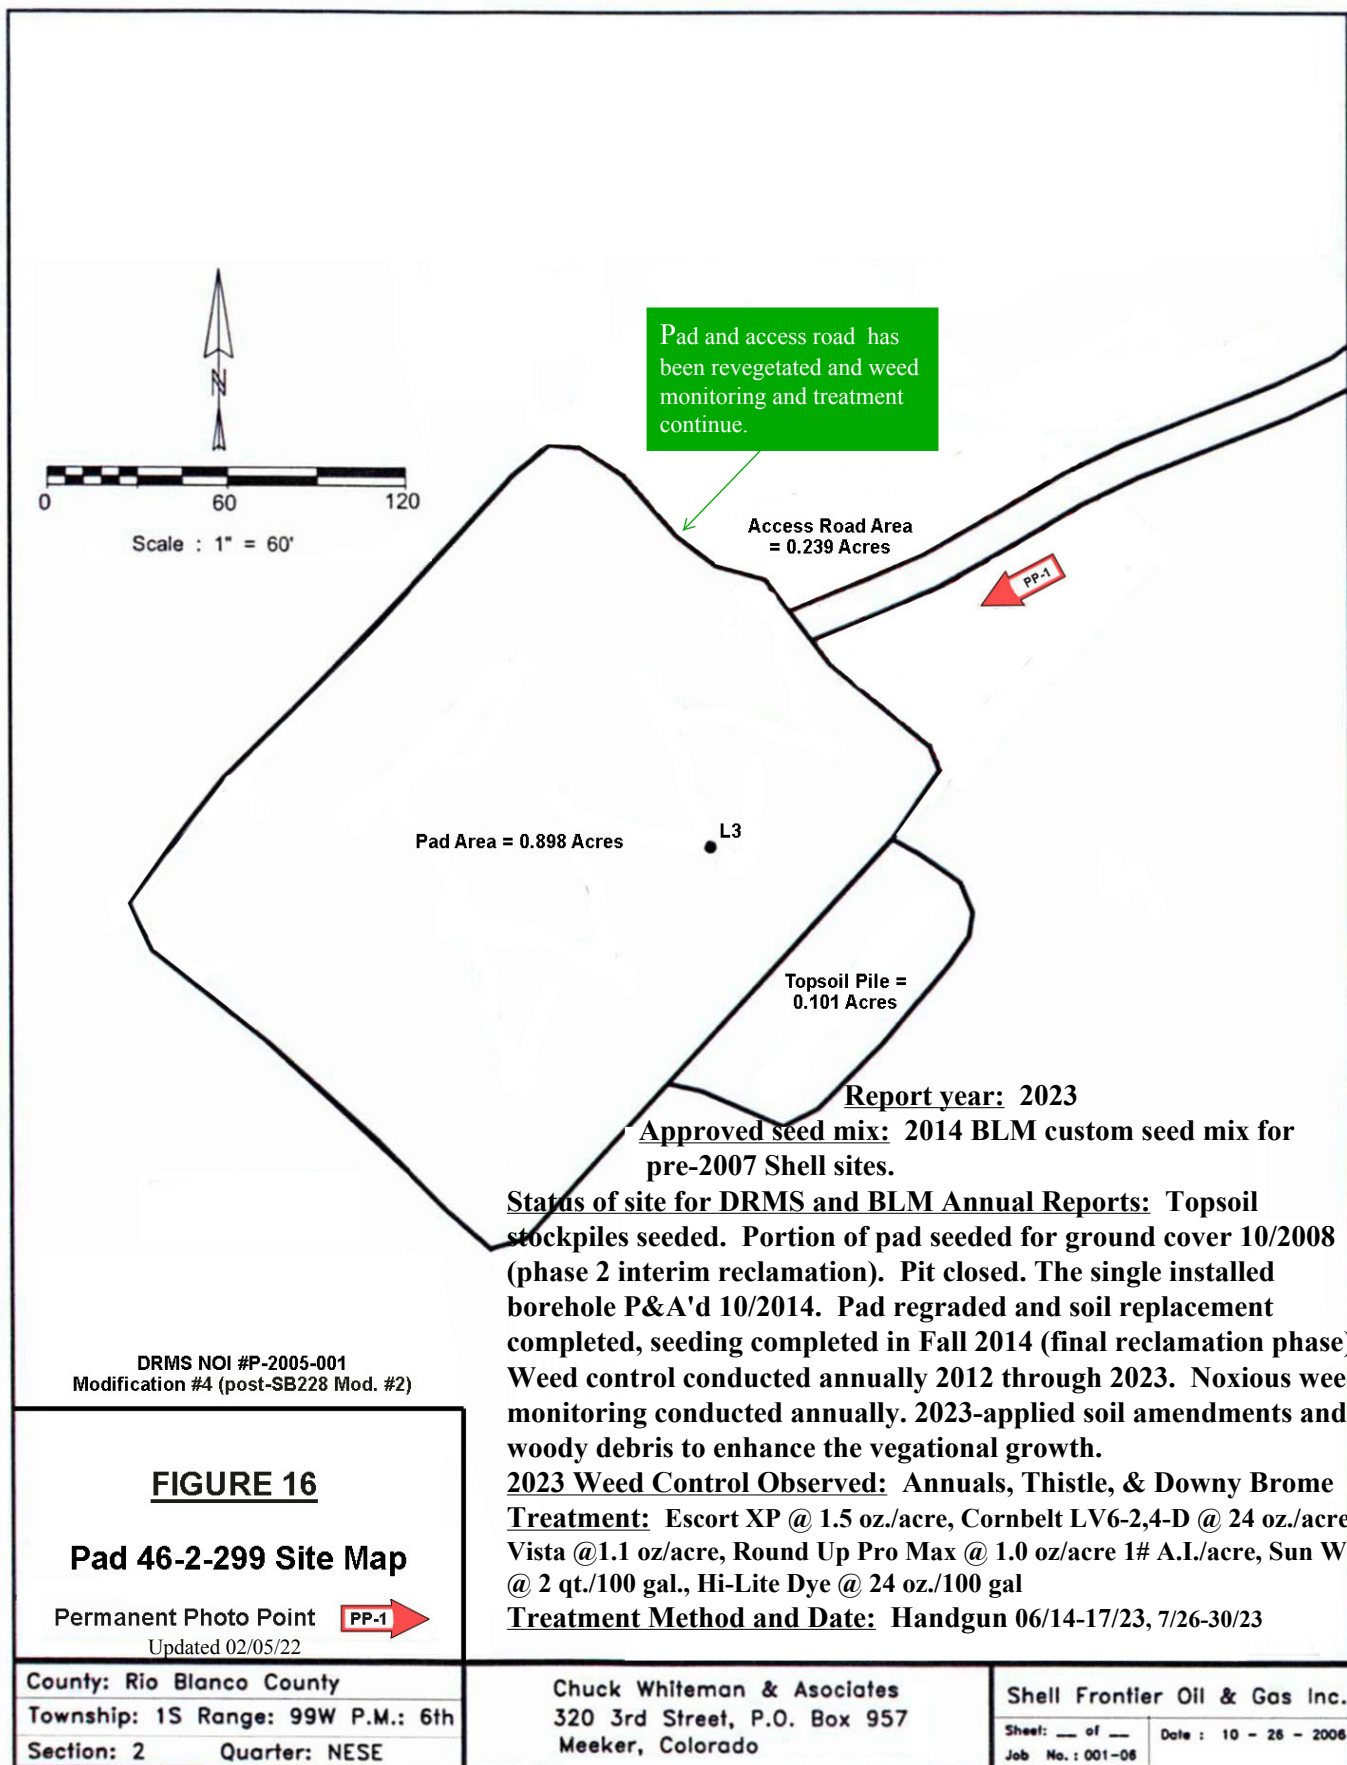 N
0 60 120
Scale : 1" = 60'
Pad and access road has
been revegetated and weed
monitoring and treatment
continue.
Access Road Area
= 0.239 Acres
PP-1
Pad Area = 0.898 Acres
L3
Topsoil Pile =
0.101 Acres
Report year: 2023
Approved seed mix: 2014 BLM custom seed mix for
pre-2007 Shell sites.
Status of site for DRMS and BLM Annual Reports: Topsoil
stockpiles seeded. Portion of pad seeded for ground cover 10/2008
(phase 2 interim reclamation). Pit closed. The single installed
borehole P&A'd 10/2014. Pad regraded and soil replacement
completed, seeding completed in Fall 2014 (final reclamation phase)
Weed control conducted annually 2012 through 2023. Noxious wee
monitoring conducted annually. 2023-applied soil amendments and
woody debris to enhance the vegational growth.
2023 Weed Control Observed: Annuals, Thistle, & Downy Brome
Treatment: Escort XP @ 1.5 oz./acre, Cornbelt LV6-2,4-D @ 24 oz./acre
Vista @1.1 oz/acre, Round Up Pro Max @ 1.0 oz/acre 1# A.I./acre, Sun W
@ 2 qt./100 gal., Hi-Lite Dye @ 24 oz./100 gal
Treatment Method and Date: Handgun 06/14-17/23, 7/26-30/23
DRMS NOI #P-2005-001
Modification #4 (post-SB228 Mod. #2)
FIGURE 16
Pad 46-2-299 Site Map
Permanent Photo Point PP-1
Updated 02/05/22
County: Rio Blanco County
Township: 1S Range: 99W P.M.: 6th
Section: 2 Quarter: NESE
Chuck Whiteman & Asociates
320 3rd Street, P.O. Box 957
Meeker, Colorado
Shell Frontier Oil & Gas Inc.
Sheet: __ of __
Job No. : 001-06
Date : 10 - 26 - 2006